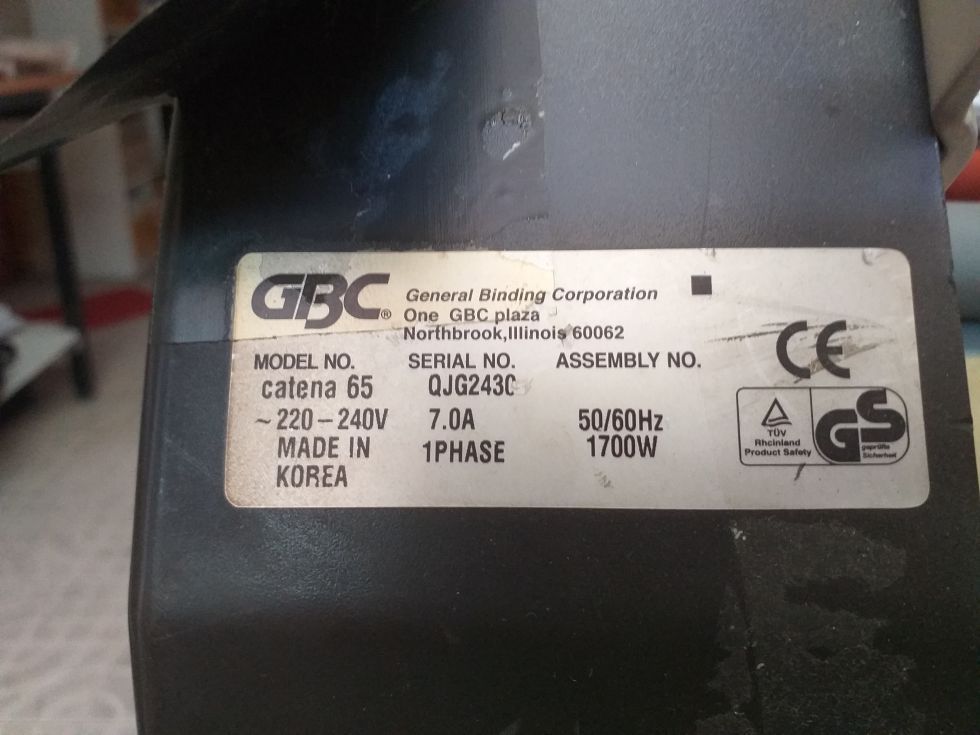 GBC®
General Binding Corporation
One GBC plaza
Northbrook,Illinois 60062
MODEL NO. SERIAL NO. ASSEMBLY NO.
catena 65
~220-240V 7.0A 50/60Hz
MADE IN 1PHASE 1700W
KOREA
CE
TÜV
Rheinland
Product Safety
GS
geprüfte
Sicherheit